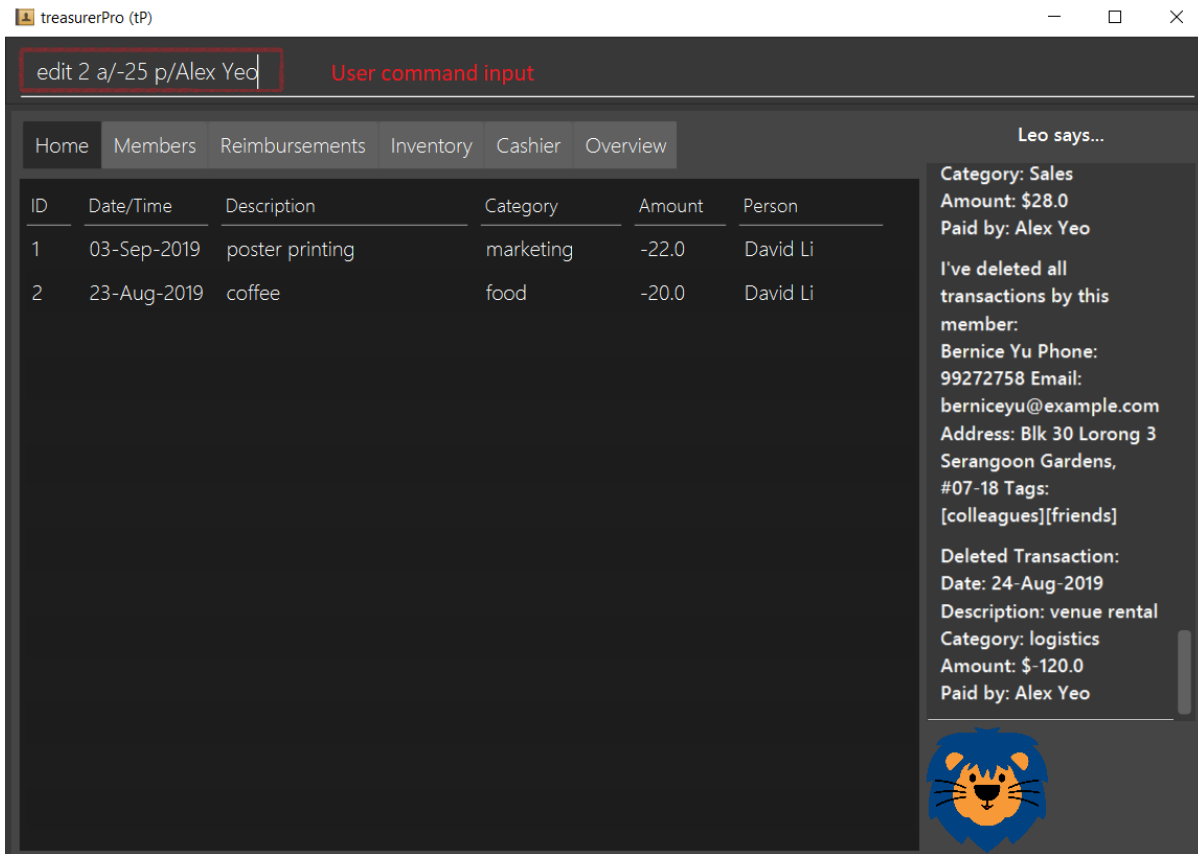 treasurerPro (tP)
edit 2 a/-25 p/Alex Yeo
User command input
Home Members Reimbursements Inventory Cashier Overview
ID Date/Time Description Category Amount Person
1 03-Sep-2019 poster printing marketing -22.0 David Li
2 23-Aug-2019 coffee food -20.0 David Li
Leo says...
Category: Sales
Amount: $28.0
Paid by: Alex Yeo
I've deleted all
transactions by this
member:
Bernice Yu Phone:
99272758 Email:
berniceyu@example.com
Address: Blk 30 Lorong 3
Serangoon Gardens,
#07-18 Tags:
[colleagues][friends]
Deleted Transaction:
Date: 24-Aug-2019
Description: venue rental
Category: logistics
Amount: $-120.0
Paid by: Alex Yeo